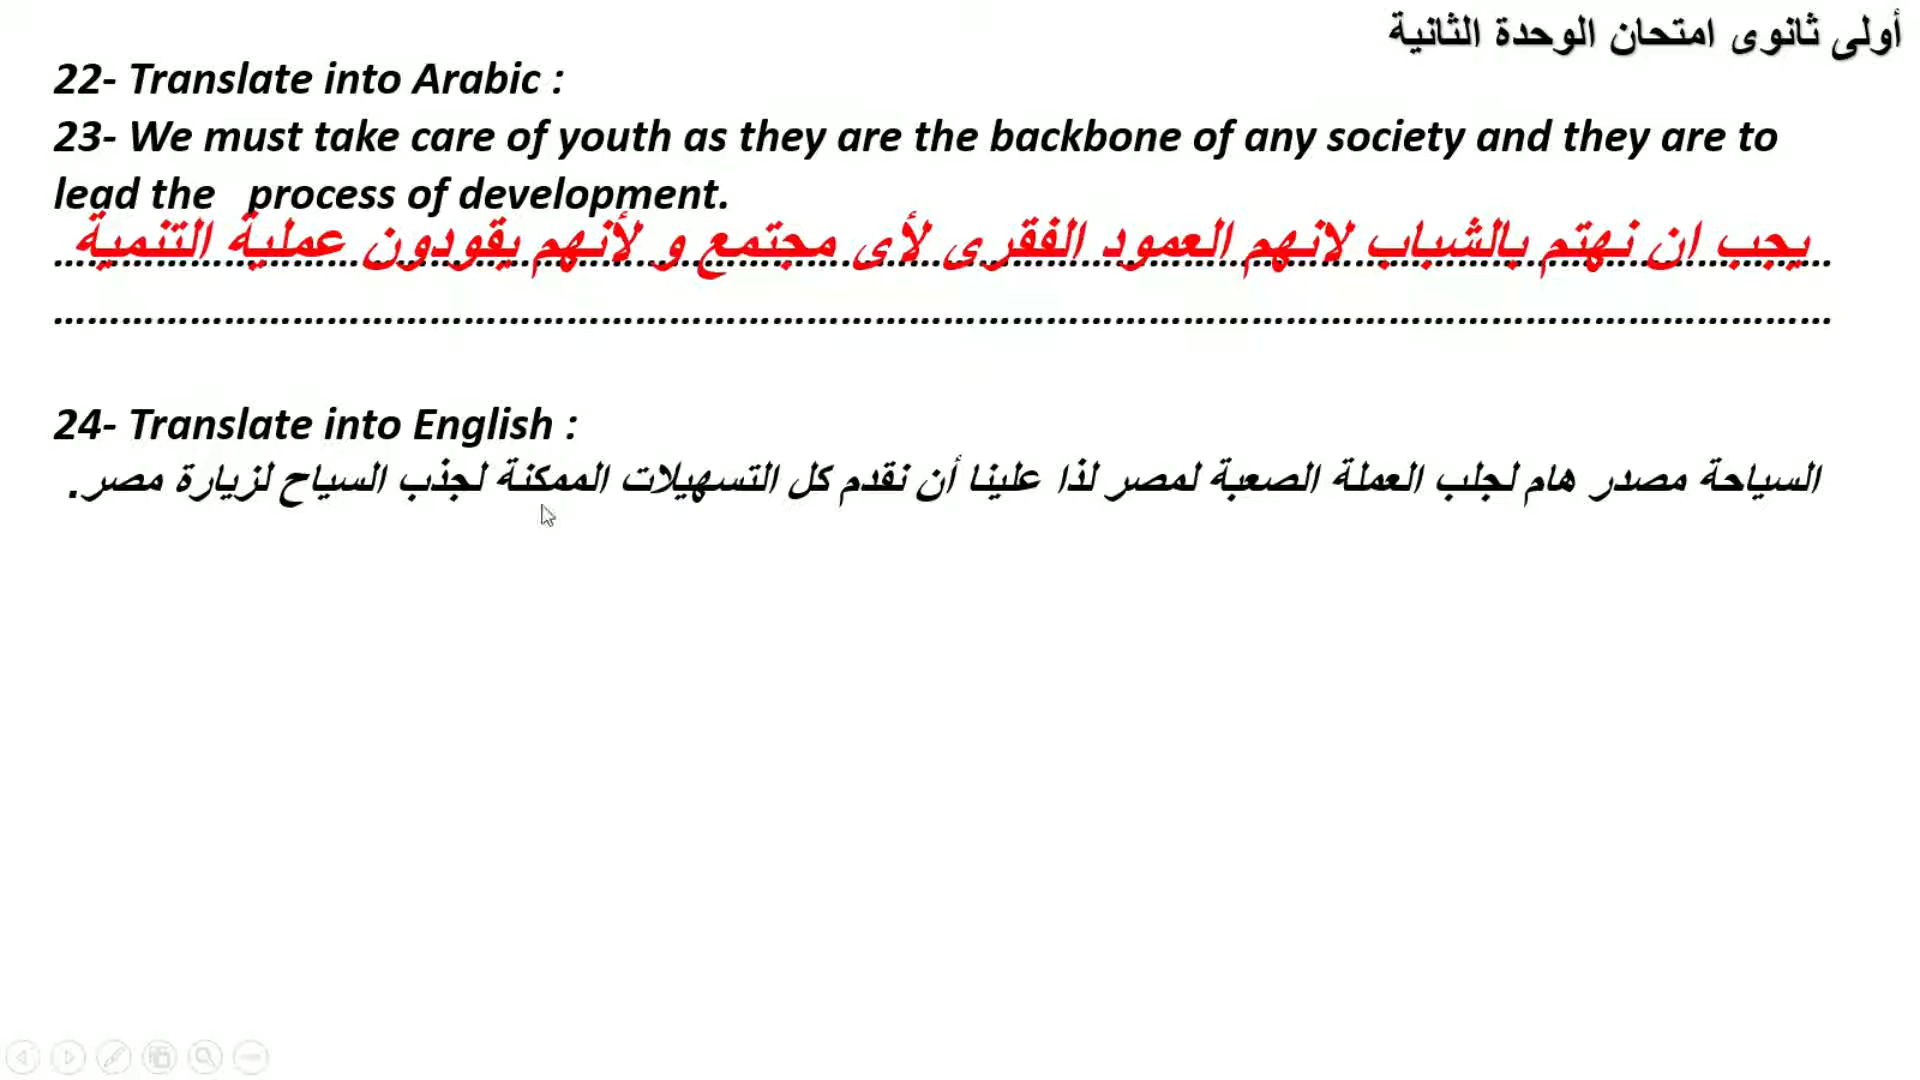 أولى ثانوى امتحان الوحدة الثانية
22- Translate into Arabic :
23- We must take care of youth as they are the backbone of any society and they are to
lead the process of development.
يجب ان نهتم بالشباب لانهم العمود الفقرى لأى مجتمع و لأنهم يقودون عملية التنمية
24- Translate into English :
السياحة مصدر هام لجلب العملة الصعبة لمصر لذا علينا أن نقدم كل التسهيلات الممكنة لجذب السياح لزيارة مصر.